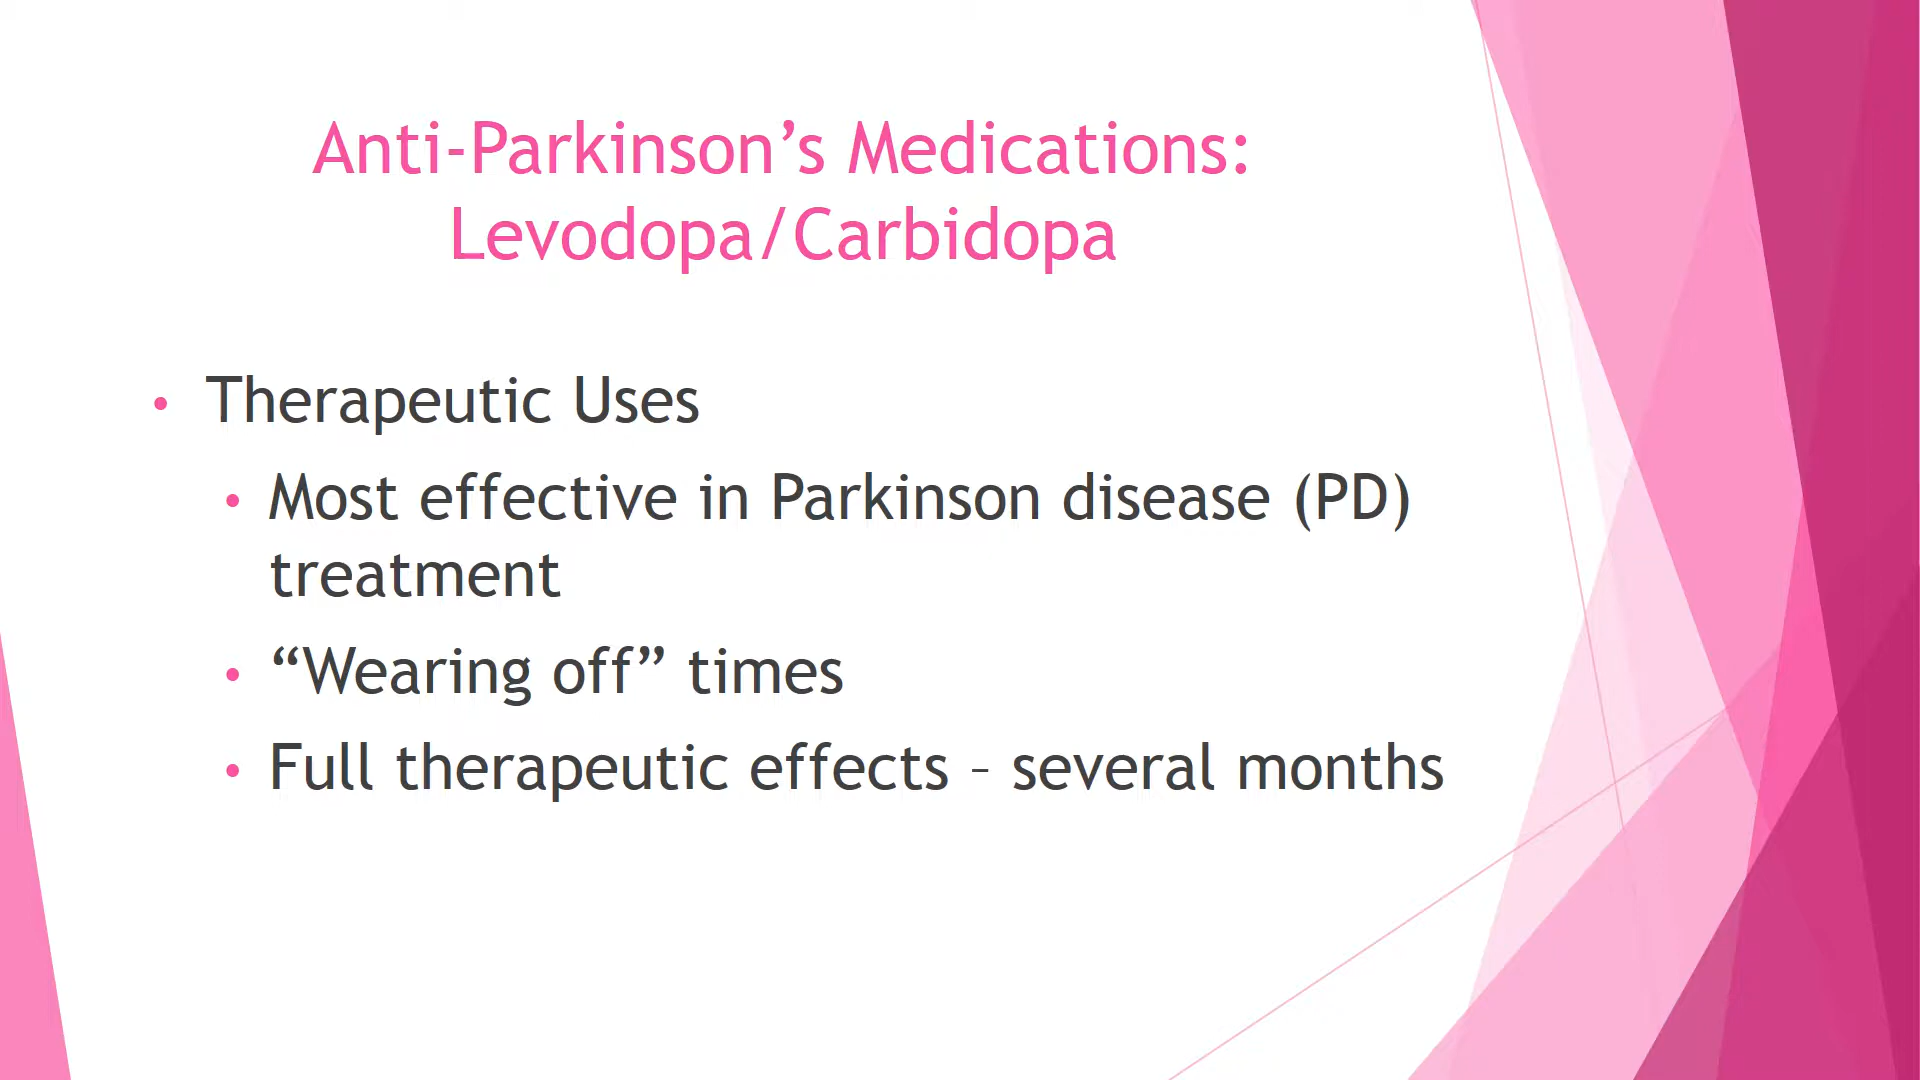 Anti-Parkinson’s Medications:
Levodopa/Carbidopa
• Therapeutic Uses
• Most effective in Parkinson disease (PD)
treatment
• “Wearing off” times
• Full therapeutic effects – several months